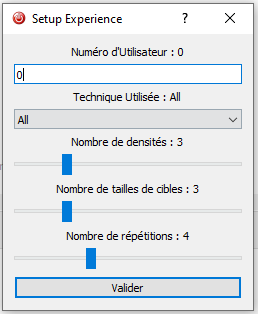 Setup Experience
Numéro d'Utilisateur : 0
0
Technique Utilisée : All
All
Nombre de densités : 3
Nombre de tailles de cibles : 3
Nombre de répétitions : 4
Valider